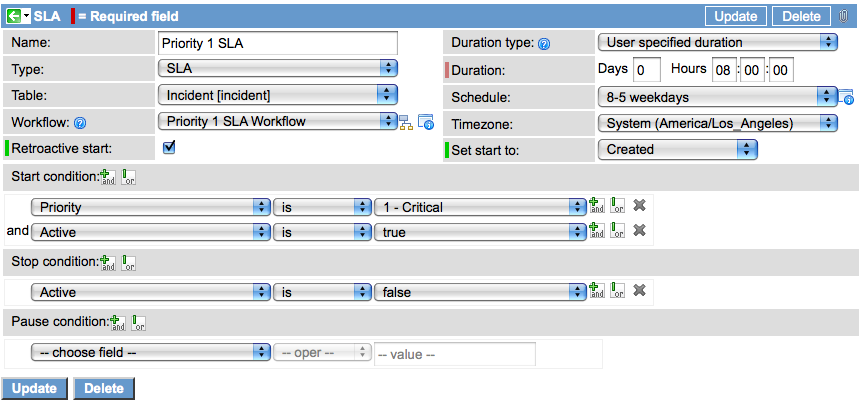 SLA = Required field Update Delete
Name: Priority 1 SLA Duration type: User specified duration
Type: SLA Duration: Days 0 Hours 08 : 00 : 00
Table: Incident [incident] Schedule: 8-5 weekdays
Workflow: Priority 1 SLA Workflow Timezone: System (America/Los_Angeles)
Retroactive start: Set start to: Created
Start condition: and or
Priority is 1 - Critical and or
and Active is true and or
Stop condition: and or
Active is false and or
Pause condition: and or
-- choose field -- -- oper -- -- value --
Update Delete